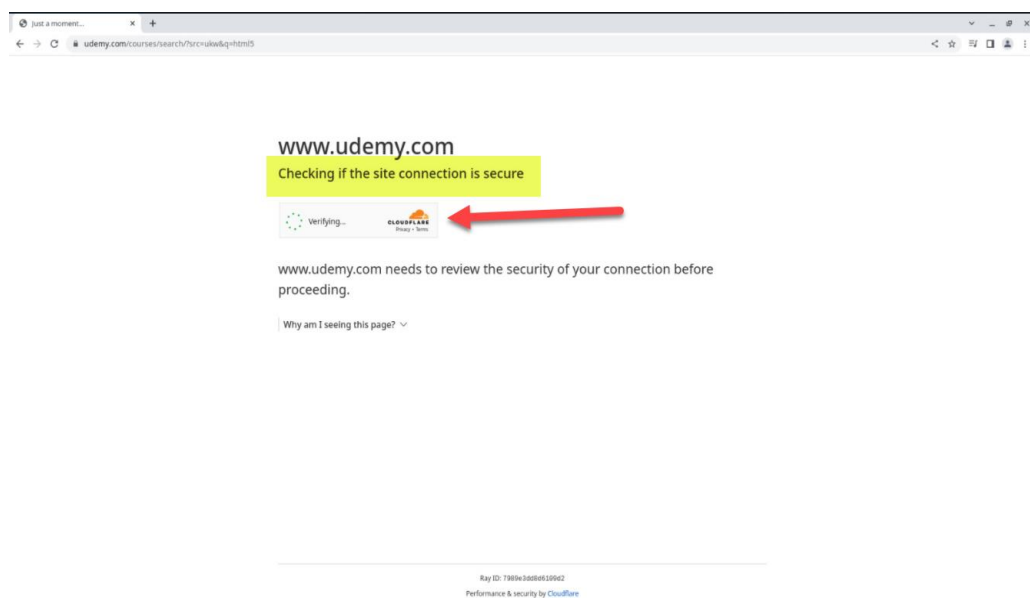 Just a moment...
udemy.com/courses/search/?src=ukw&q=html5
www.udemy.com
Checking if the site connection is secure
Verifying...
CLOUDFLARE
Privacy • Terms
www.udemy.com needs to review the security of your connection before
proceeding.
Why am I seeing this page?
Ray ID: 7989e3dd8d6199d2
Performance & security by Cloudflare